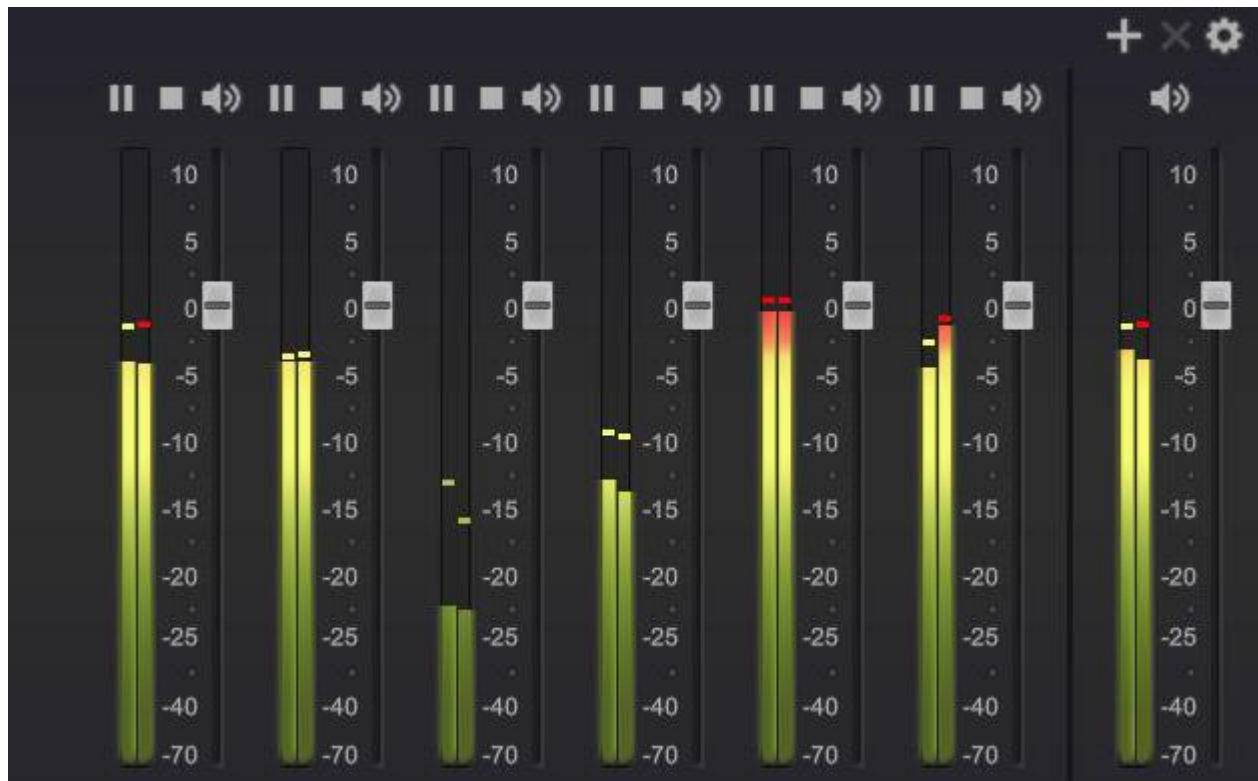 10 10 10 10 10 10 10
5 5 5 5 5 5 5
0 0 0 0 0 0 0
-5 -5 -5 -5 -5 -5 -5
-10 -10 -10 -10 -10 -10 -10
-15 -15 -15 -15 -15 -15 -15
-20 -20 -20 -20 -20 -20 -20
-25 -25 -25 -25 -25 -25 -25
-40 -40 -40 -40 -40 -40 -40
-70 -70 -70 -70 -70 -70 -70